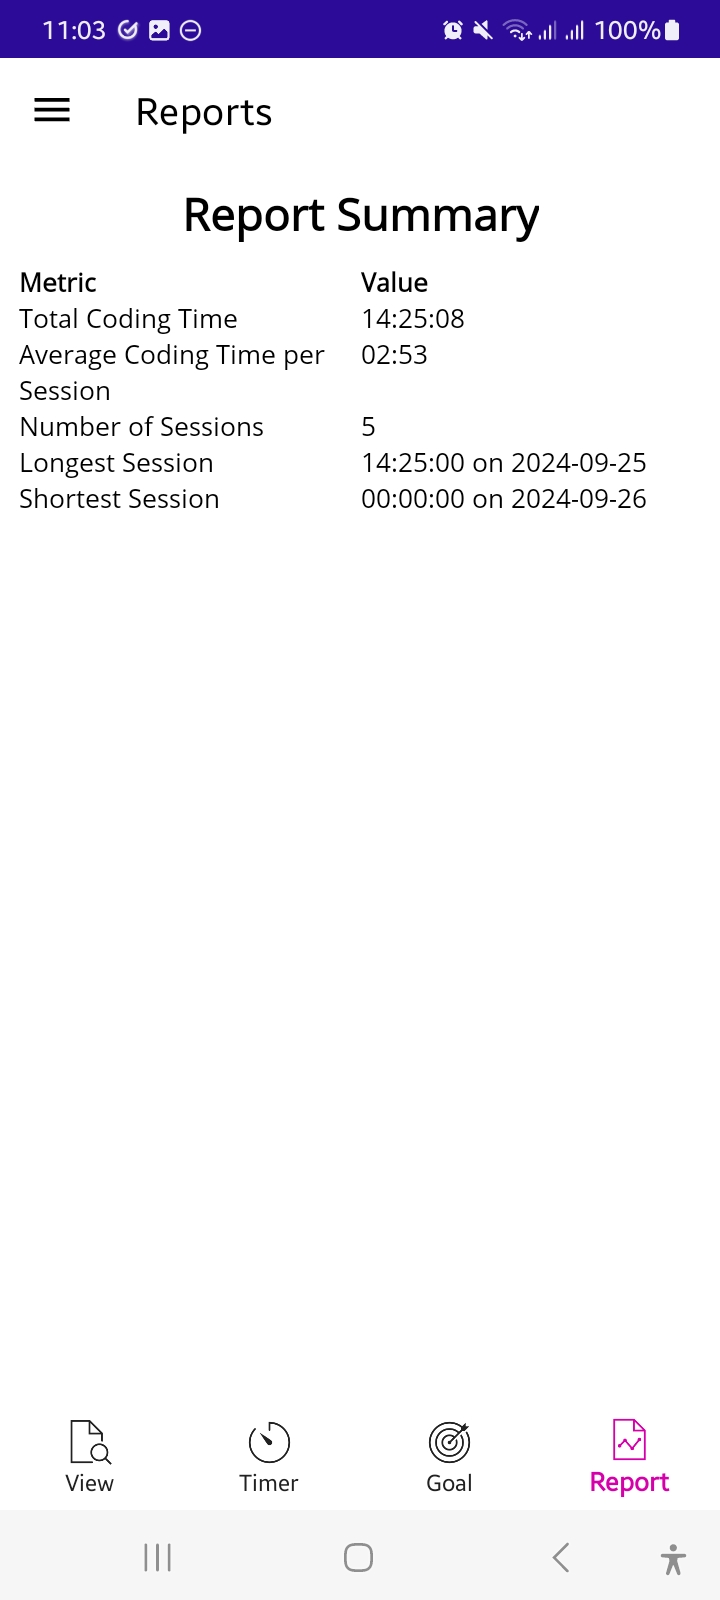 11:03 100%
Reports
Report Summary
Metric Value
Total Coding Time 14:25:08
Average Coding Time per 02:53
Session
Number of Sessions 5
Longest Session 14:25:00 on 2024-09-25
Shortest Session 00:00:00 on 2024-09-26
View Timer Goal Report